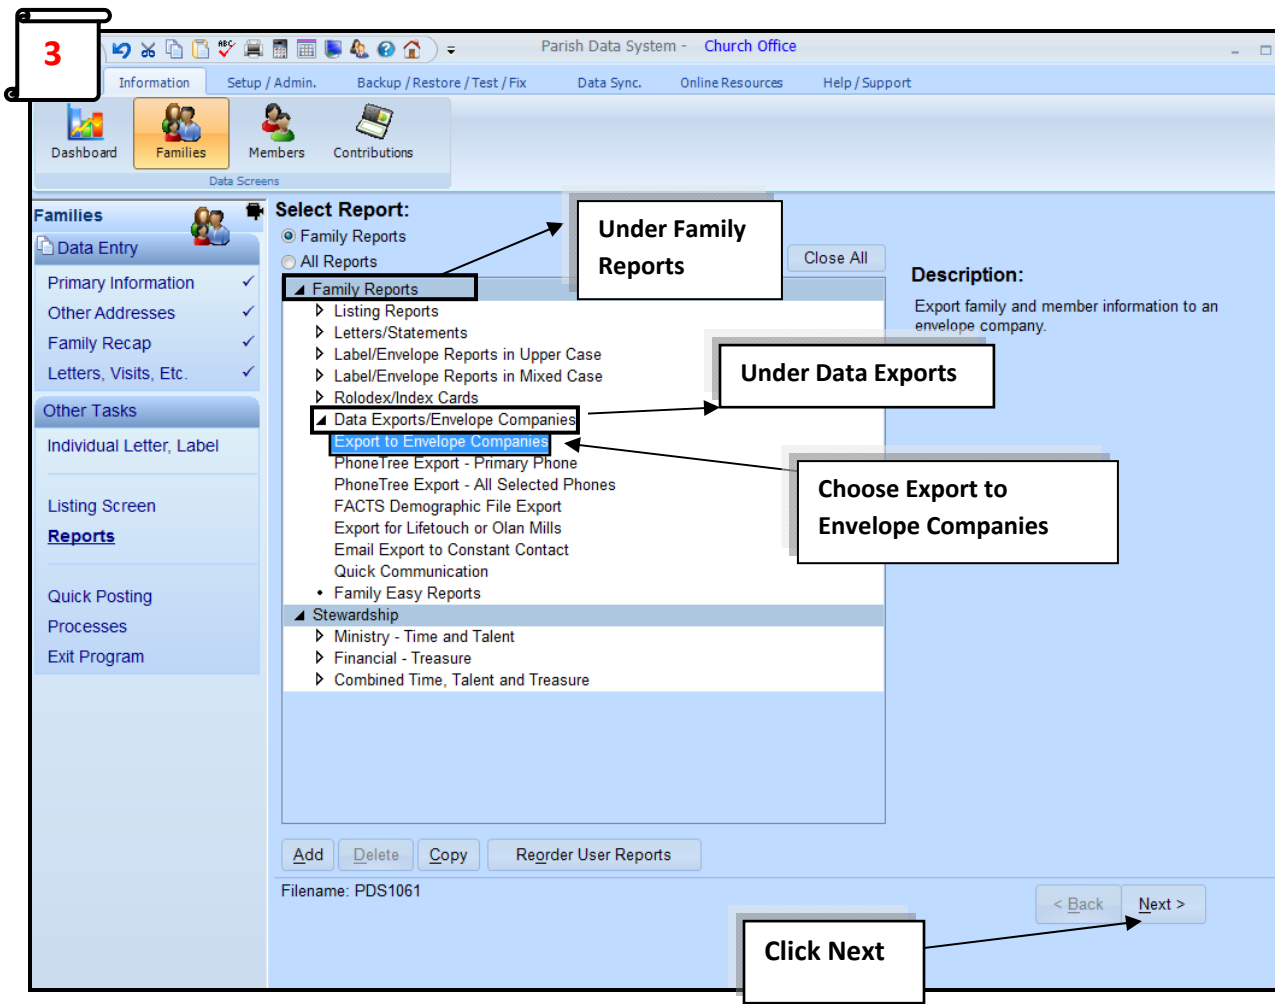 3
ABC
Parish Data System - Church Office
Information Setup / Admin. Backup / Restore / Test / Fix Data Sync. Online Resources Help / Support
Dashboard Families Members Contributions
Data Screens
Families
Data Entry
Primary Information
Other Addresses
Family Recap
Letters, Visits, Etc.
Other Tasks
Individual Letter, Label
Listing Screen
Reports
Quick Posting
Processes
Exit Program
Select Report:
Family Reports
All Reports
Close All
Family Reports
Listing Reports
Letters/Statements
Label/Envelope Reports in Upper Case
Label/Envelope Reports in Mixed Case
Rolodex/Index Cards
Data Exports/Envelope Companies
Export to Envelope Companies
PhoneTree Export - Primary Phone
PhoneTree Export - All Selected Phones
FACTS Demographic File Export
Export for Lifetouch or Olan Mills
Email Export to Constant Contact
Quick Communication
Family Easy Reports
Stewardship
Ministry - Time and Talent
Financial - Treasure
Combined Time, Talent and Treasure
Add Delete Copy Reorder User Reports
Filename: PDS1061
< Back Next >
Description:
Export family and member information to an
envelope company.
Under Family
Reports
Under Data Exports
Choose Export to
Envelope Companies
Click Next